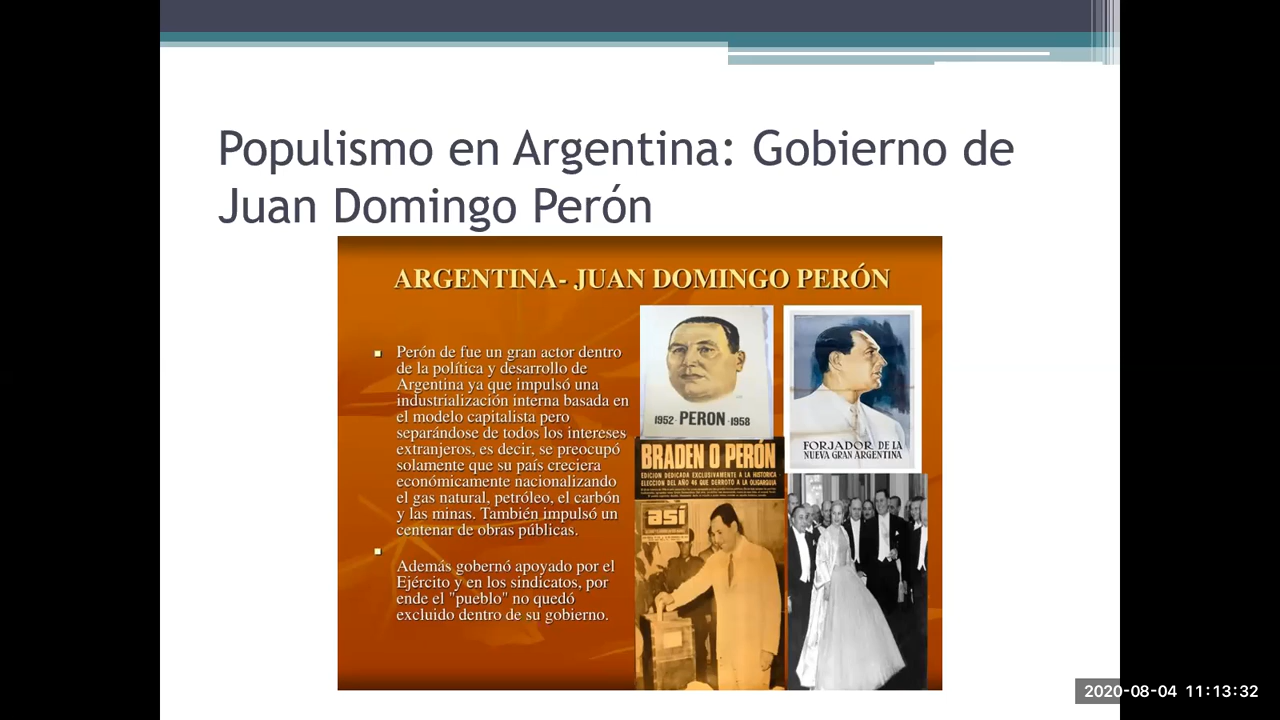 Populismo en Argentina: Gobierno de
Juan Domingo Perón
ARGENTINA- JUAN DOMINGO PERÓN
Perón de fue un gran actor dentro
de la política y desarrollo de
Argentina ya que impulsó una
industrialización interna basada en
el modelo capitalista pero
separándose de todos los intereses
extranjeros, es decir, se preocupó
solamente que su país creciera
económicamente nacionalizando
el gas natural, petróleo, el carbón
y las minas. También impulsó un
centenar de obras públicas.
Además gobernó apoyado por el
Ejército y en los sindicatos, por
ende el "pueblo" no quedó
excluido dentro de su gobierno.
1952 PERON 1958
FORJADOR DE LA
NUEVA GRAN ARGENTINA
BRADEN O PERÓN
EDICION DEDICADA EXCLUSIVAMENTE A LA HISTORICA
ELECCION DEL AÑO 46 QUE DERROTO A LA OLIGARQUIA
así
2020-08-04 11:13:32